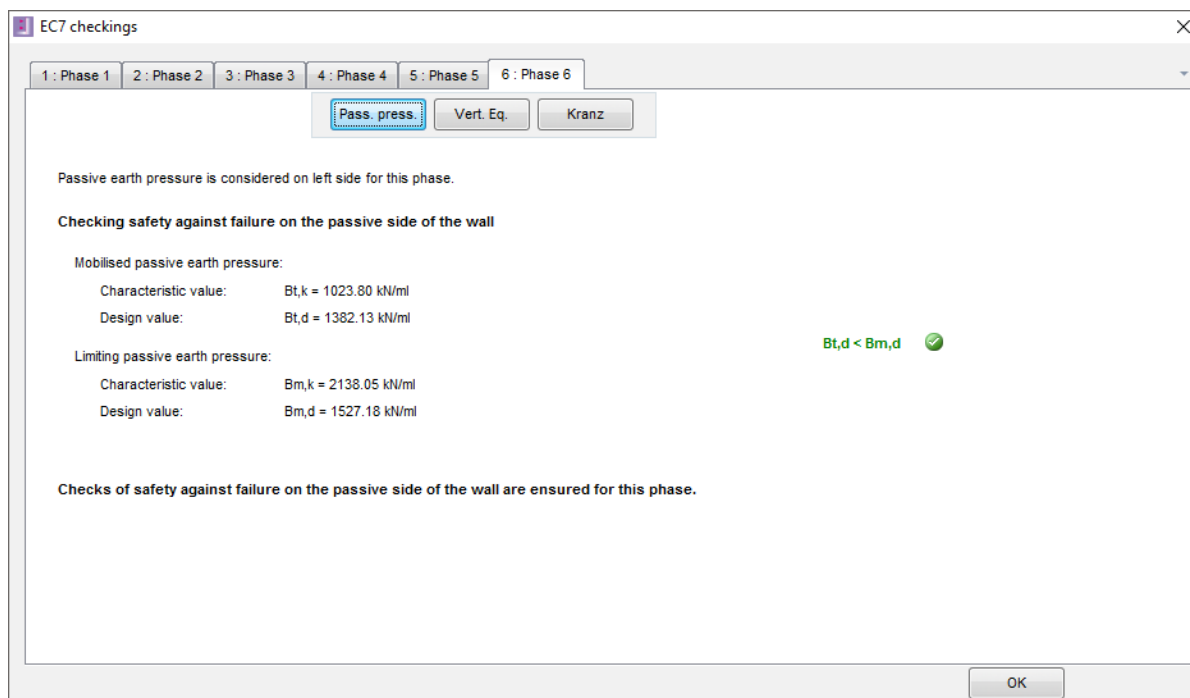 EC7 checkings
1 : Phase 1 2 : Phase 2 3 : Phase 3 4 : Phase 4 5 : Phase 5 6 : Phase 6
Pass. press. Vert. Eq. Kranz
Passive earth pressure is considered on left side for this phase.
Checking safety against failure on the passive side of the wall
Mobilised passive earth pressure:
Characteristic value: Bt,k = 1023.80 kN/ml
Design value: Bt,d = 1382.13 kN/ml
Bt,d < Bm,d
Limiting passive earth pressure:
Characteristic value: Bm,k = 2138.05 kN/ml
Design value: Bm,d = 1527.18 kN/ml
Checks of safety against failure on the passive side of the wall are ensured for this phase.
OK